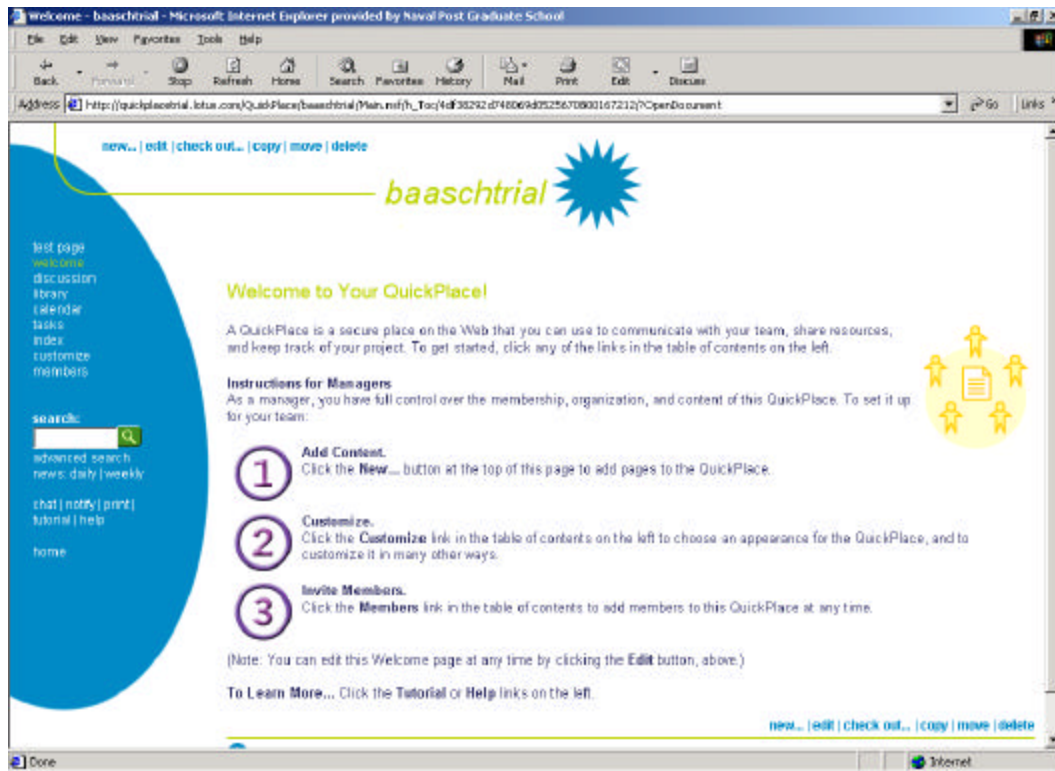 Welcome - baaschtrial - Microsoft Internet Explorer provided by Naval Post Graduate School
File Edit View Favorites Tools Help
Back Forward Stop Refresh Home Search Favorites History Mail Print Edit Discuss
Address http://quickplacetrial.lotus.com/QuickPlace/baaschtrial/Main.nsf/h_Toc/4df38292d748069d0525670800167212/?OpenDocument Go Links
new... | edit | check out... | copy | move | delete
baaschtrial
test page
welcome
discussion
library
calendar
tasks
index
customize
members
search:
advanced search
news: daily | weekly
chat | notify | print |
tutorial | help
home
Welcome to Your QuickPlace!
A QuickPlace is a secure place on the Web that you can use to communicate with your team, share resources,
and keep track of your project. To get started, click any of the links in the table of contents on the left.
Instructions for Managers
As a manager, you have full control over the membership, organization, and content of this QuickPlace. To set it up
for your team:
1 Add Content.
Click the New... button at the top of this page to add pages to the QuickPlace.
2 Customize.
Click the Customize link in the table of contents on the left to choose an appearance for the QuickPlace, and to
customize it in many other ways.
3 Invite Members.
Click the Members link in the table of contents to add members to this QuickPlace at any time.
(Note: You can edit this Welcome page at any time by clicking the Edit button, above.)
To Learn More... Click the Tutorial or Help links on the left.
new... | edit | check out... | copy | move | delete
Done Internet